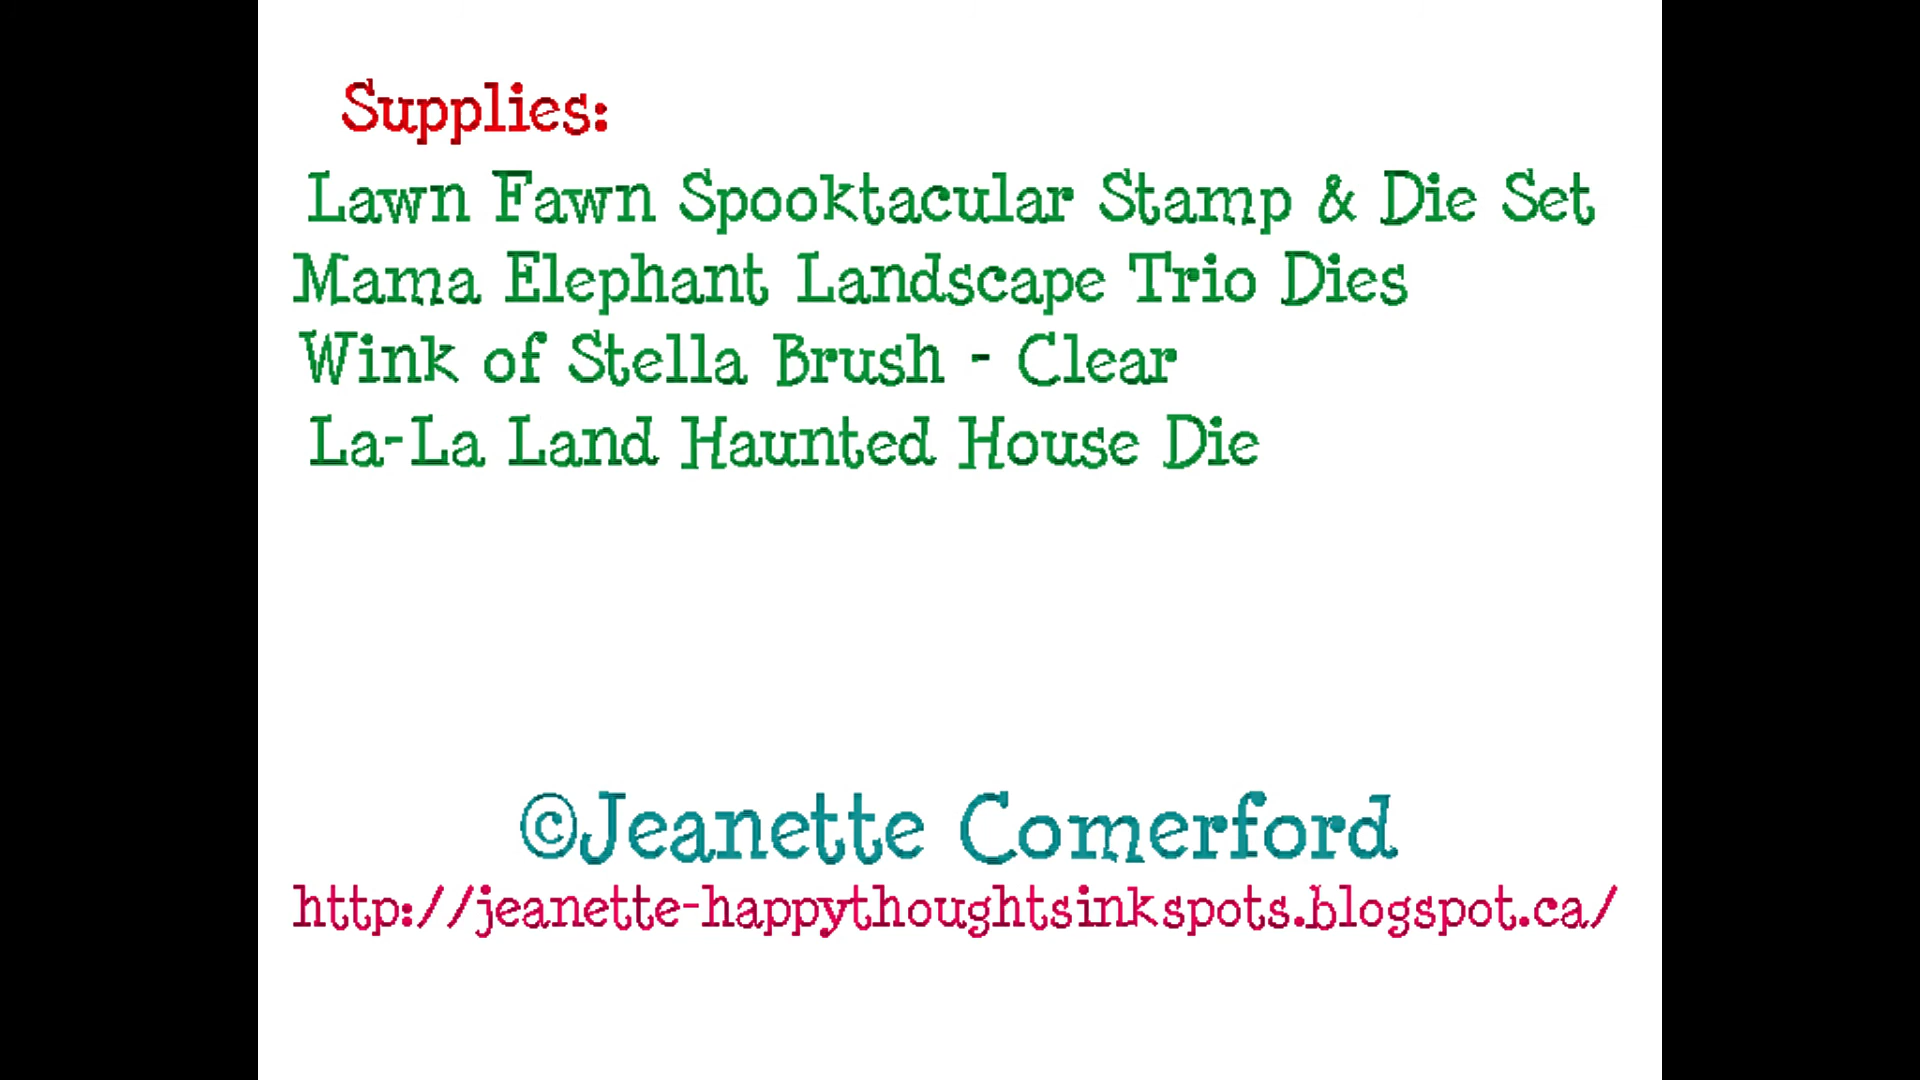 Supplies:
Lawn Fawn Spooktacular Stamp & Die Set
Mama Elephant Landscape Trio Dies
Wink of Stella Brush - Clear
La-La Land Haunted House Die
©Jeanette Comerford
http://jeanette-happythoughtsinkspots.blogspot.ca/